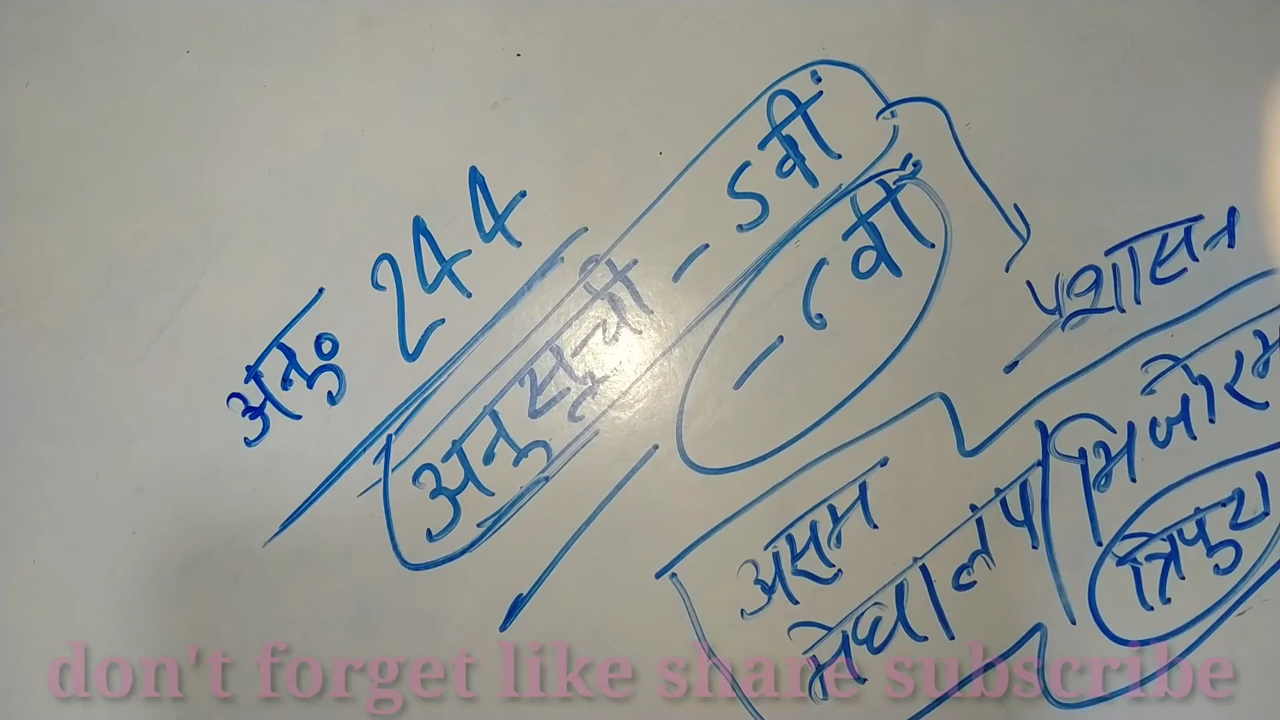 अनु० 244
अनुसूची - 5वीं
- 6वीं
प्रशासन
असम
मेघालय
मिजोरम
त्रिपुरा
don't forget like share subscribe